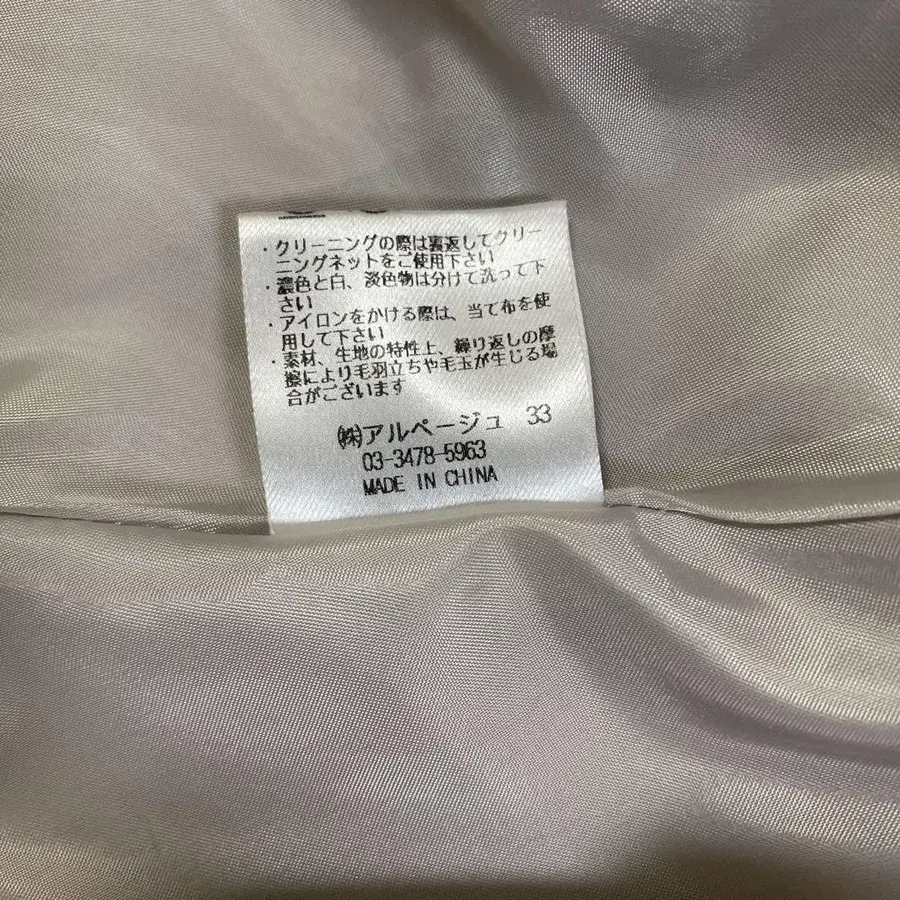 ・クリーニングの際は裏返してクリー
ニングネットをご使用下さい
・濃色と白、淡色物は分けて洗って下
さい
・アイロンをかける際は、当て布を使
用して下さい
・素材、生地の特性上、繰り返しの摩
擦により毛羽立ちや毛玉が生じる場
合がございます
㈱アルページュ 33
03-3478-5963
MADE IN CHINA